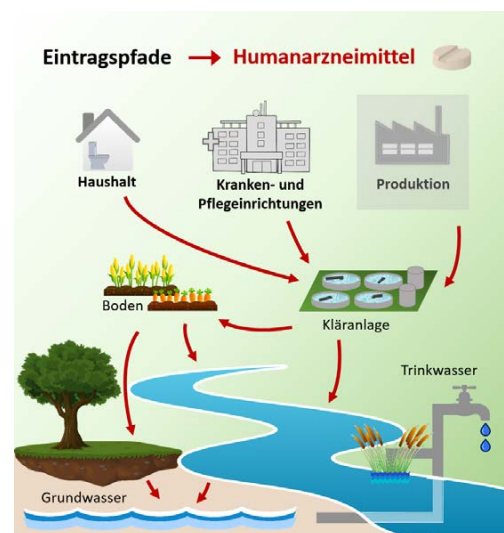 Eintragspfade → Humanarzneimittel
Haushalt
Kranken- und
Pflegeeinrichtungen
Produktion
Boden
Kläranlage
Trinkwasser
Grundwasser